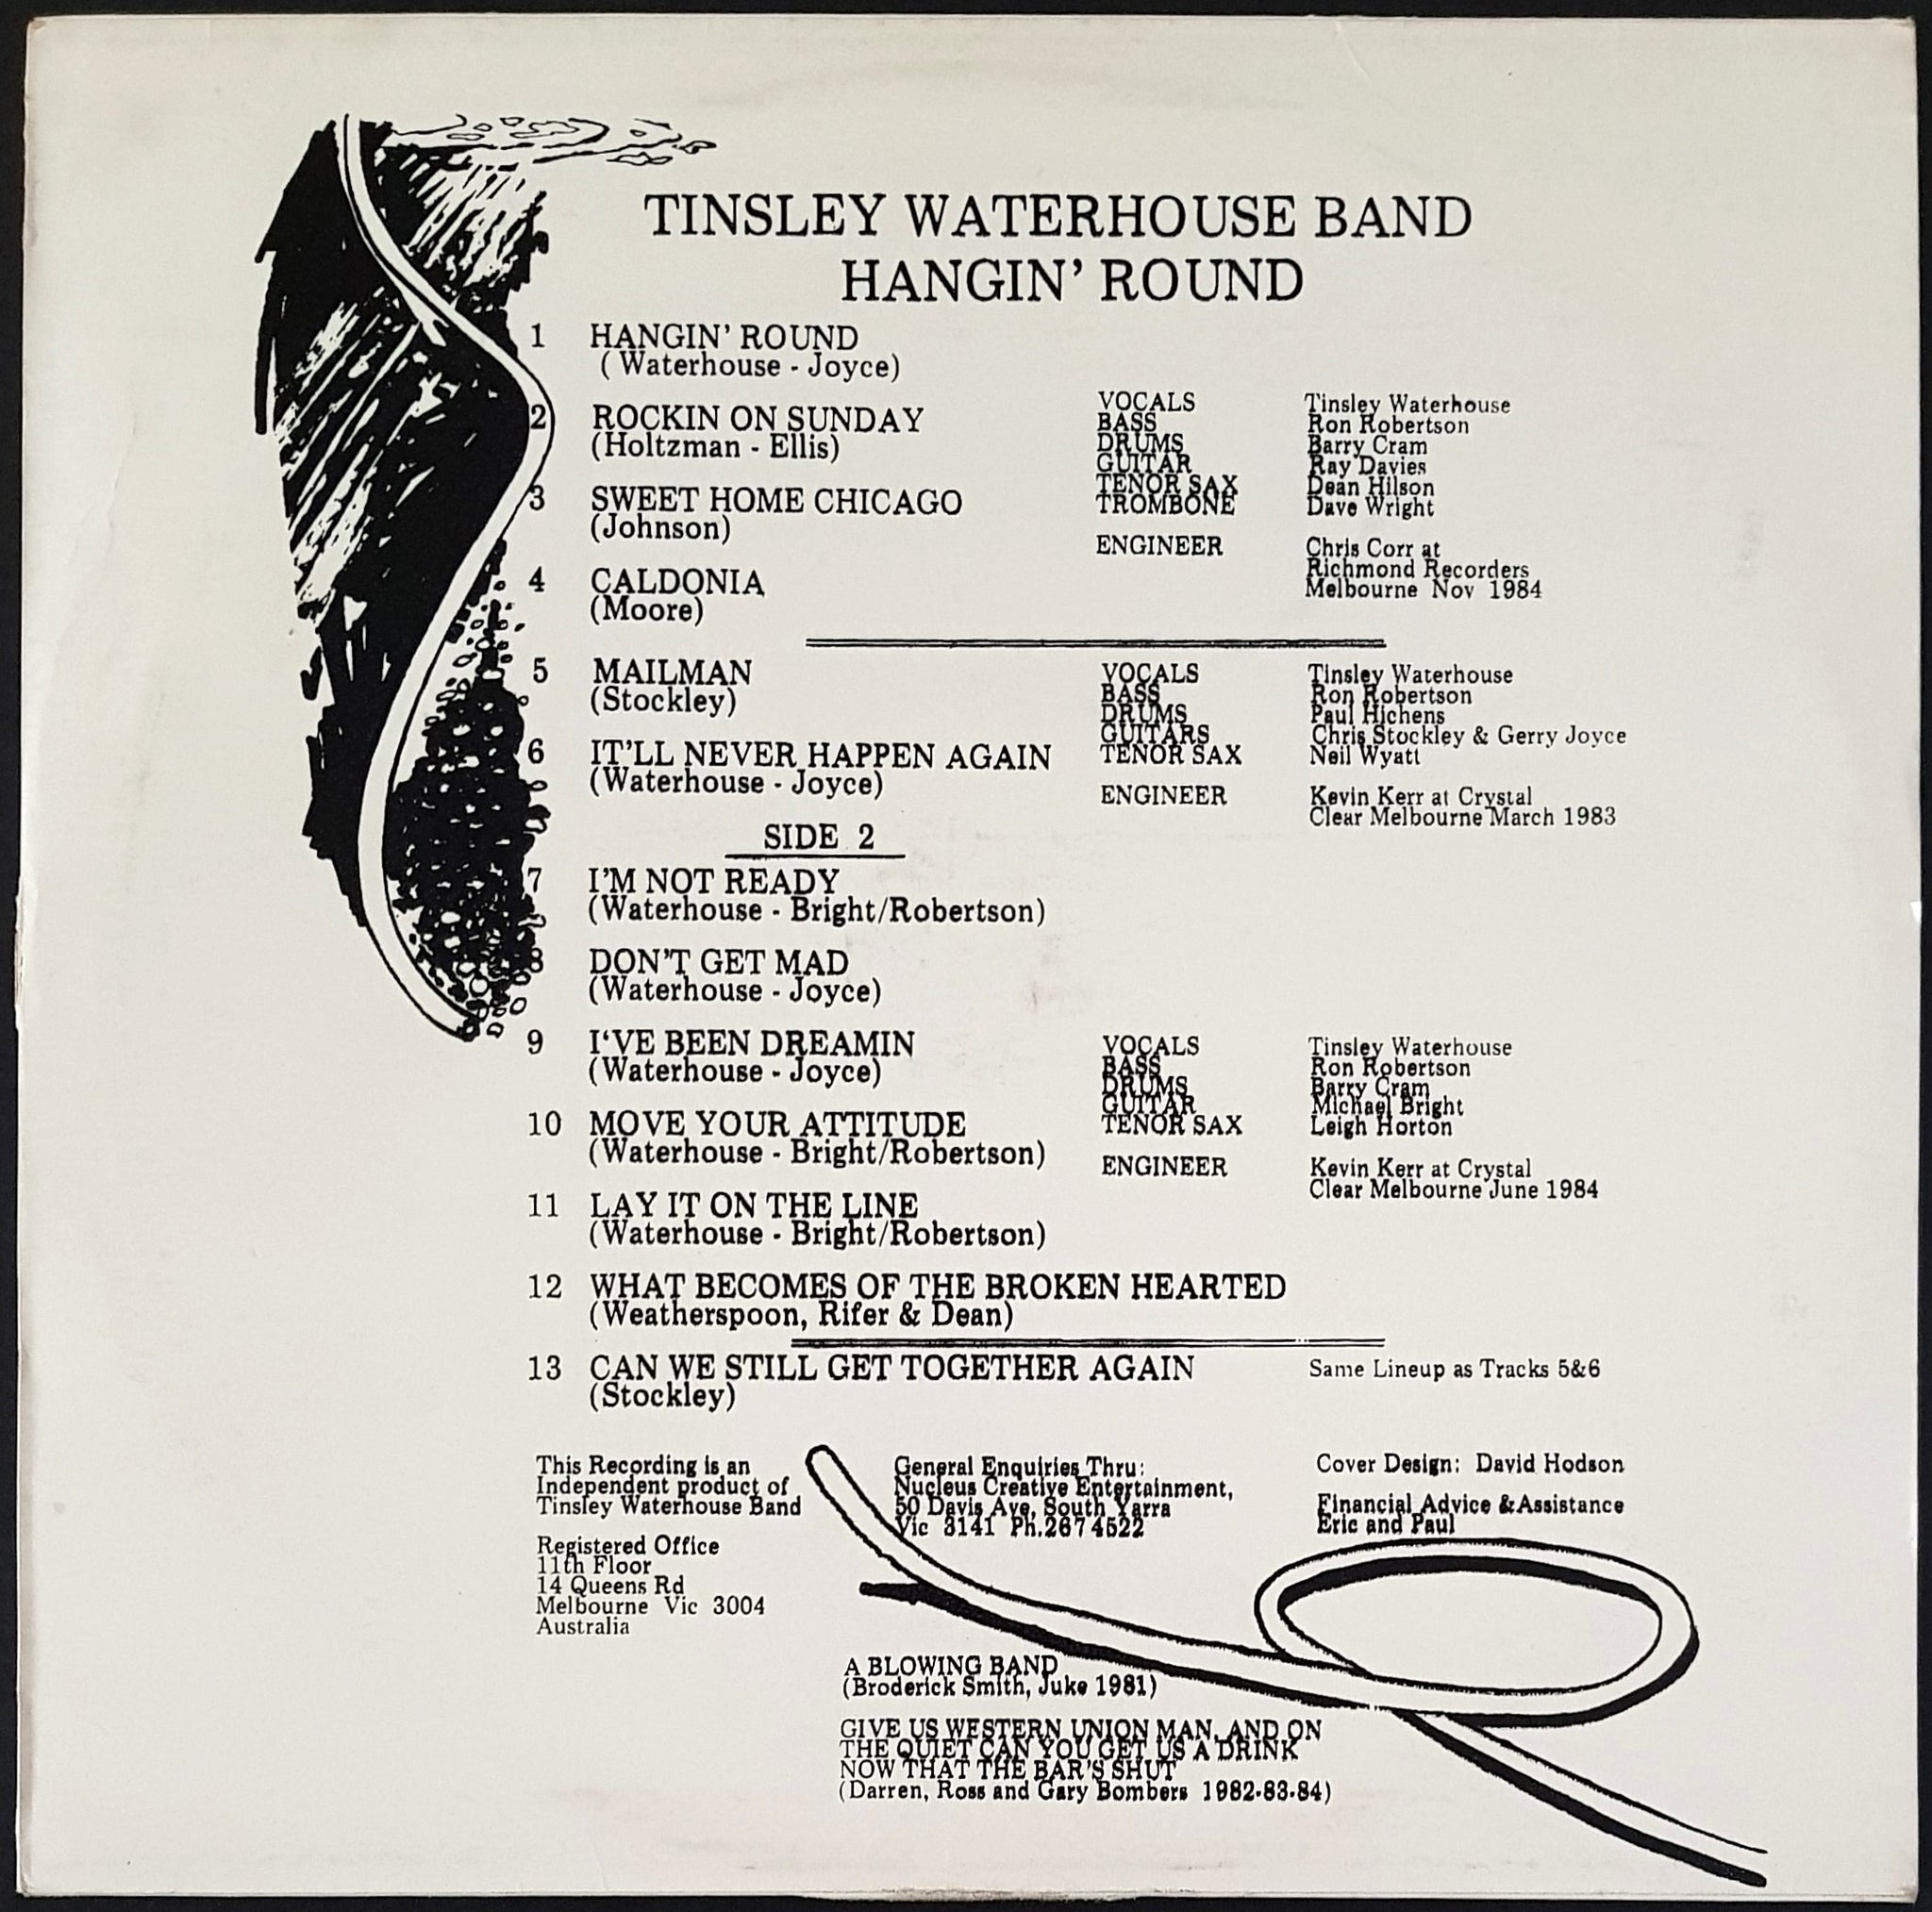 TINSLEY WATERHOUSE BAND
HANGIN' ROUND
1 HANGIN' ROUND
( Waterhouse - Joyce)
2 ROCKIN ON SUNDAY
(Holtzman - Ellis)
3 SWEET HOME CHICAGO
(Johnson)
4 CALDONIA
(Moore)
VOCALS Tinsley Waterhouse
BASS Ron Robertson
DRUMS Barry Cram
GUITAR Ray Davies
TENOR SAX Dean Hilson
TROMBONE Dave Wright
ENGINEER Chris Corr at
Richmond Recorders
Melbourne Nov 1984
5 MAILMAN
(Stockley)
6 IT'LL NEVER HAPPEN AGAIN
(Waterhouse - Joyce)
VOCALS Tinsley Waterhouse
BASS Ron Robertson
DRUMS Paul Hichens
GUITARS Chris Stockley & Gerry Joyce
TENOR SAX Neil Wyatt
ENGINEER Kevin Kerr at Crystal
Clear Melbourne March 1983
SIDE 2
7 I'M NOT READY
(Waterhouse - Bright/Robertson)
8 DON'T GET MAD
(Waterhouse - Joyce)
9 I'VE BEEN DREAMIN
(Waterhouse - Joyce)
10 MOVE YOUR ATTITUDE
(Waterhouse - Bright/Robertson)
11 LAY IT ON THE LINE
(Waterhouse - Bright/Robertson)
12 WHAT BECOMES OF THE BROKEN HEARTED
(Weatherspoon, Rifer & Dean)
VOCALS Tinsley Waterhouse
BASS Ron Robertson
DRUMS Barry Cram
GUITAR Michael Bright
TENOR SAX Leigh Horton
ENGINEER Kevin Kerr at Crystal
Clear Melbourne June 1984
13 CAN WE STILL GET TOGETHER AGAIN Same Lineup as Tracks 5&6
(Stockley)
This Recording is an
Independent product of
Tinsley Waterhouse Band
Registered Office
11th Floor
14 Queens Rd
Melbourne Vic 3004
Australia
General Enquiries Thru:
Nucleus Creative Entertainment,
50 Davis Ave, South Yarra
Vic 3141 Ph.267 4522
Cover Design: David Hodson
Financial Advice & Assistance
Eric and Paul
A BLOWING BAND
(Broderick Smith, Juke 1981)
GIVE US WESTERN UNION MAN, AND ON
THE QUIET CAN YOU GET US A DRINK
NOW THAT THE BAR'S SHUT
(Darren, Ross and Gary Bombers 1982-83-84)